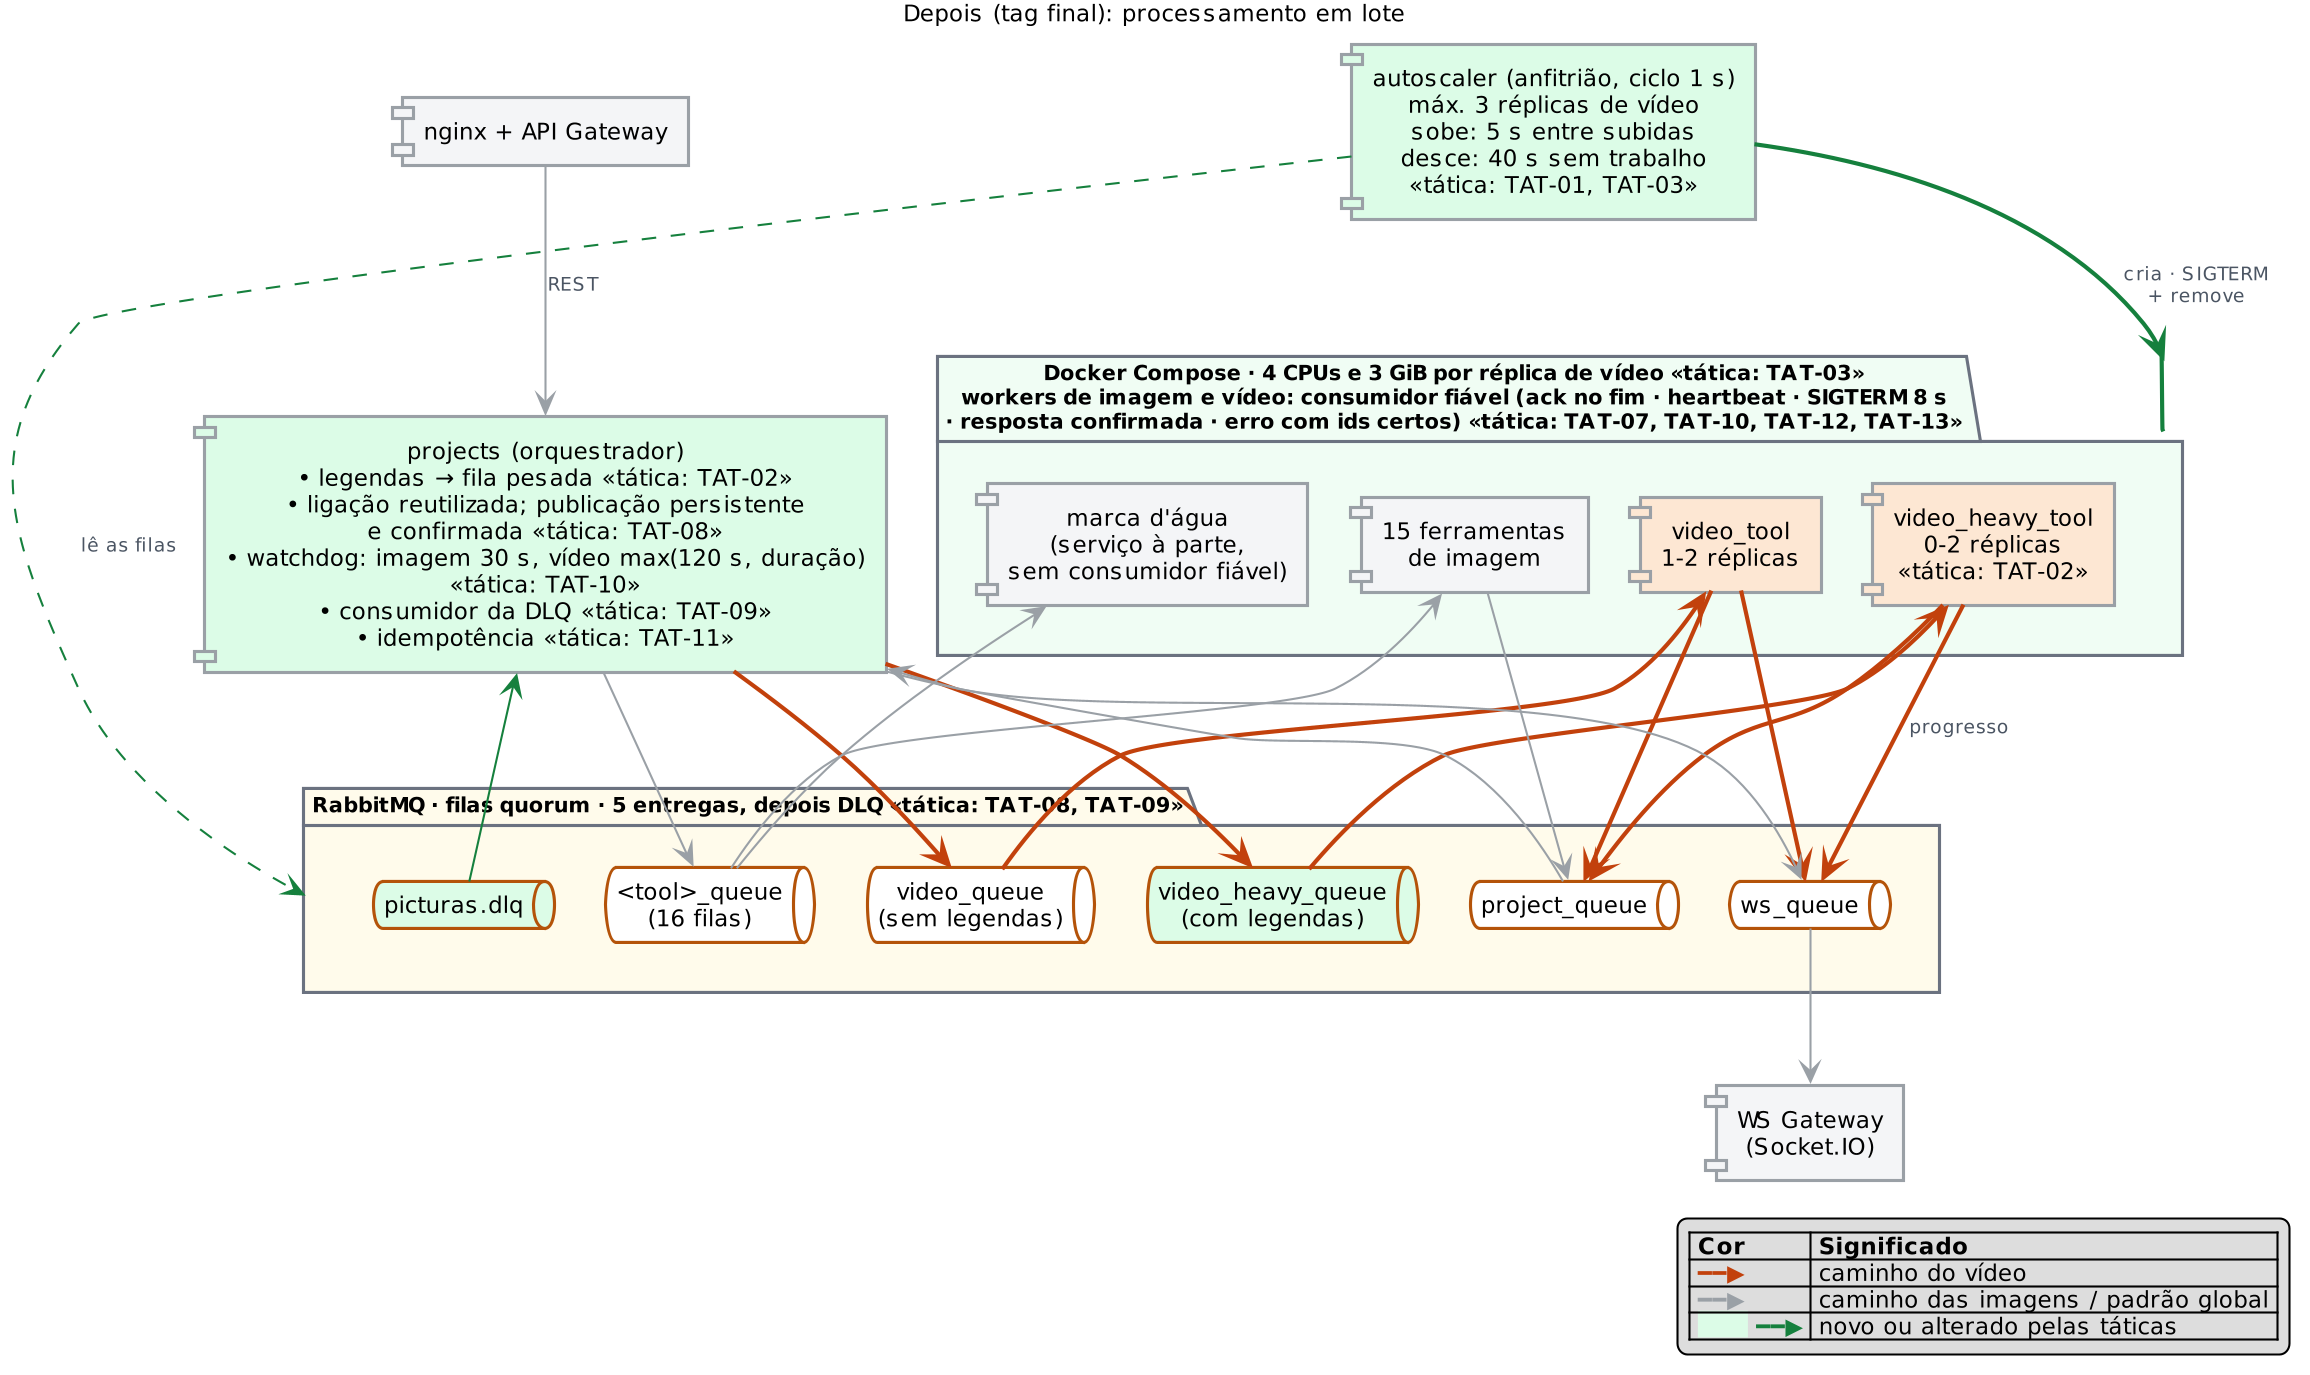 Depois (tag final): processamento em lote
autoscaler (anfitrião, ciclo 1 s)
máx. 3 réplicas de vídeo
sobe: 5 s entre subidas
desce: 40 s sem trabalho
«tática: TAT-01, TAT-03»
nginx + API Gateway
REST
cria · SIGTERM
+ remove
lê as filas
projects (orquestrador)
• legendas → fila pesada «tática: TAT-02»
• ligação reutilizada; publicação persistente
e confirmada «tática: TAT-08»
• watchdog: imagem 30 s, vídeo max(120 s, duração)
«tática: TAT-10»
• consumidor da DLQ «tática: TAT-09»
• idempotência «tática: TAT-11»
Docker Compose · 4 CPUs e 3 GiB por réplica de vídeo «tática: TAT-03»
workers de imagem e vídeo: consumidor fiável (ack no fim · heartbeat · SIGTERM 8 s
· resposta confirmada · erro com ids certos) «tática: TAT-07, TAT-10, TAT-12, TAT-13»
marca d'água
(serviço à parte,
sem consumidor fiável)
15 ferramentas
de imagem
video_tool
1-2 réplicas
video_heavy_tool
0-2 réplicas
«tática: TAT-02»
progresso
RabbitMQ · filas quorum · 5 entregas, depois DLQ «tática: TAT-08, TAT-09»
picturas.dlq
<tool>_queue
(16 filas)
video_queue
(sem legendas)
video_heavy_queue
(com legendas)
project_queue
ws_queue
WS Gateway
(Socket.IO)
Cor Significado
caminho do vídeo
caminho das imagens / padrão global
novo ou alterado pelas táticas